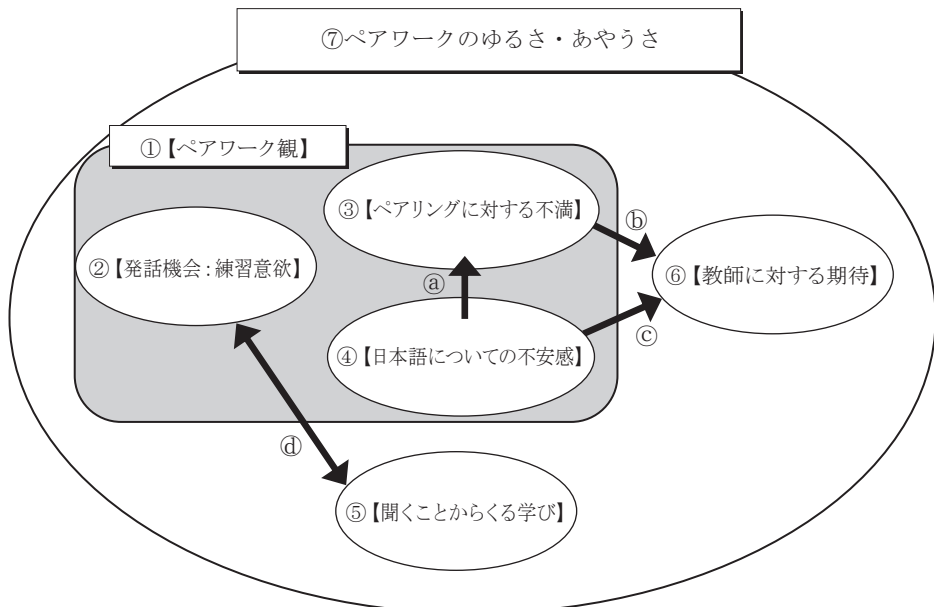 ⑦ペアワークのゆるさ・あやうさ
①【ペアワーク観】
③【ペアリングに対する不満】
ⓑ
②【発話機会：練習意欲】
⑥【教師に対する期待】
ⓐ
ⓒ
④【日本語についての不安感】
ⓓ
⑤【聞くことからくる学び】